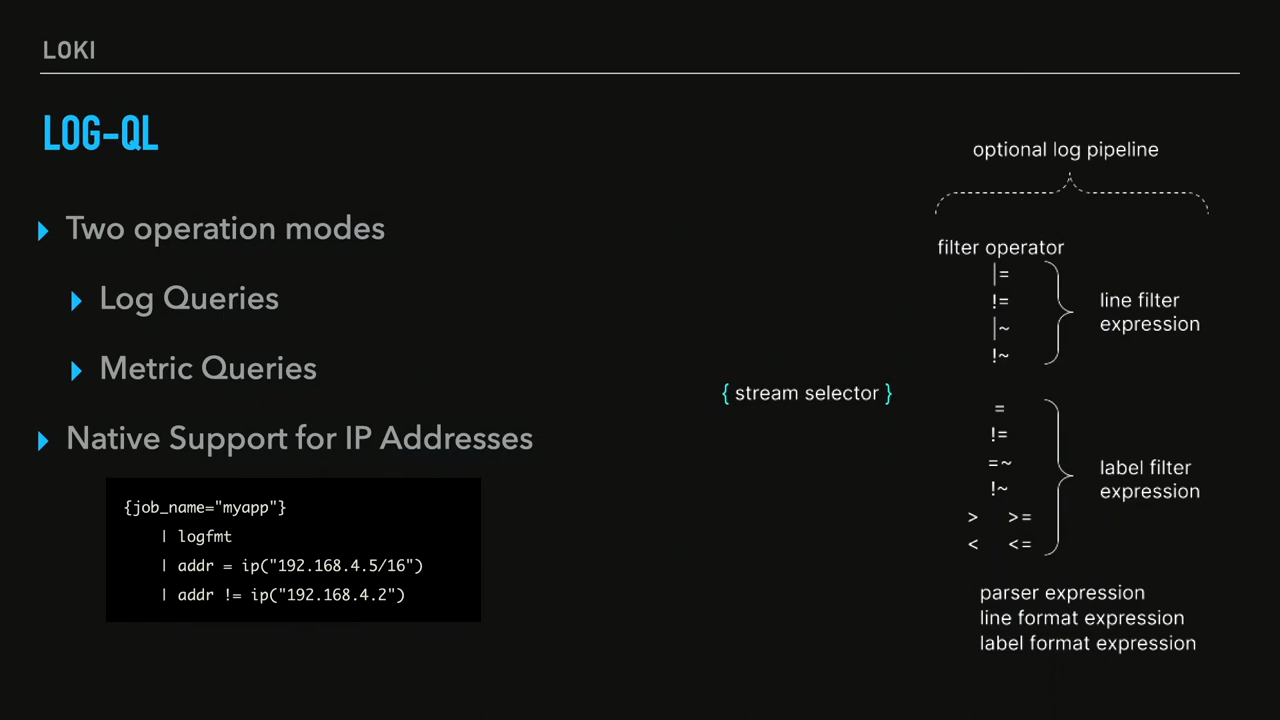 LOKI
LOG-QL
Two operation modes
Log Queries
Metric Queries
Native Support for IP Addresses
{job_name="myapp"}
| logfmt
| addr = ip("192.168.4.5/16")
| addr != ip("192.168.4.2")
optional log pipeline
filter operator
|=
!=
|~
!~
line filter
expression
{ stream selector }
=
!=
=~
!~
> >=
< <=
label filter
expression
parser expression
line format expression
label format expression